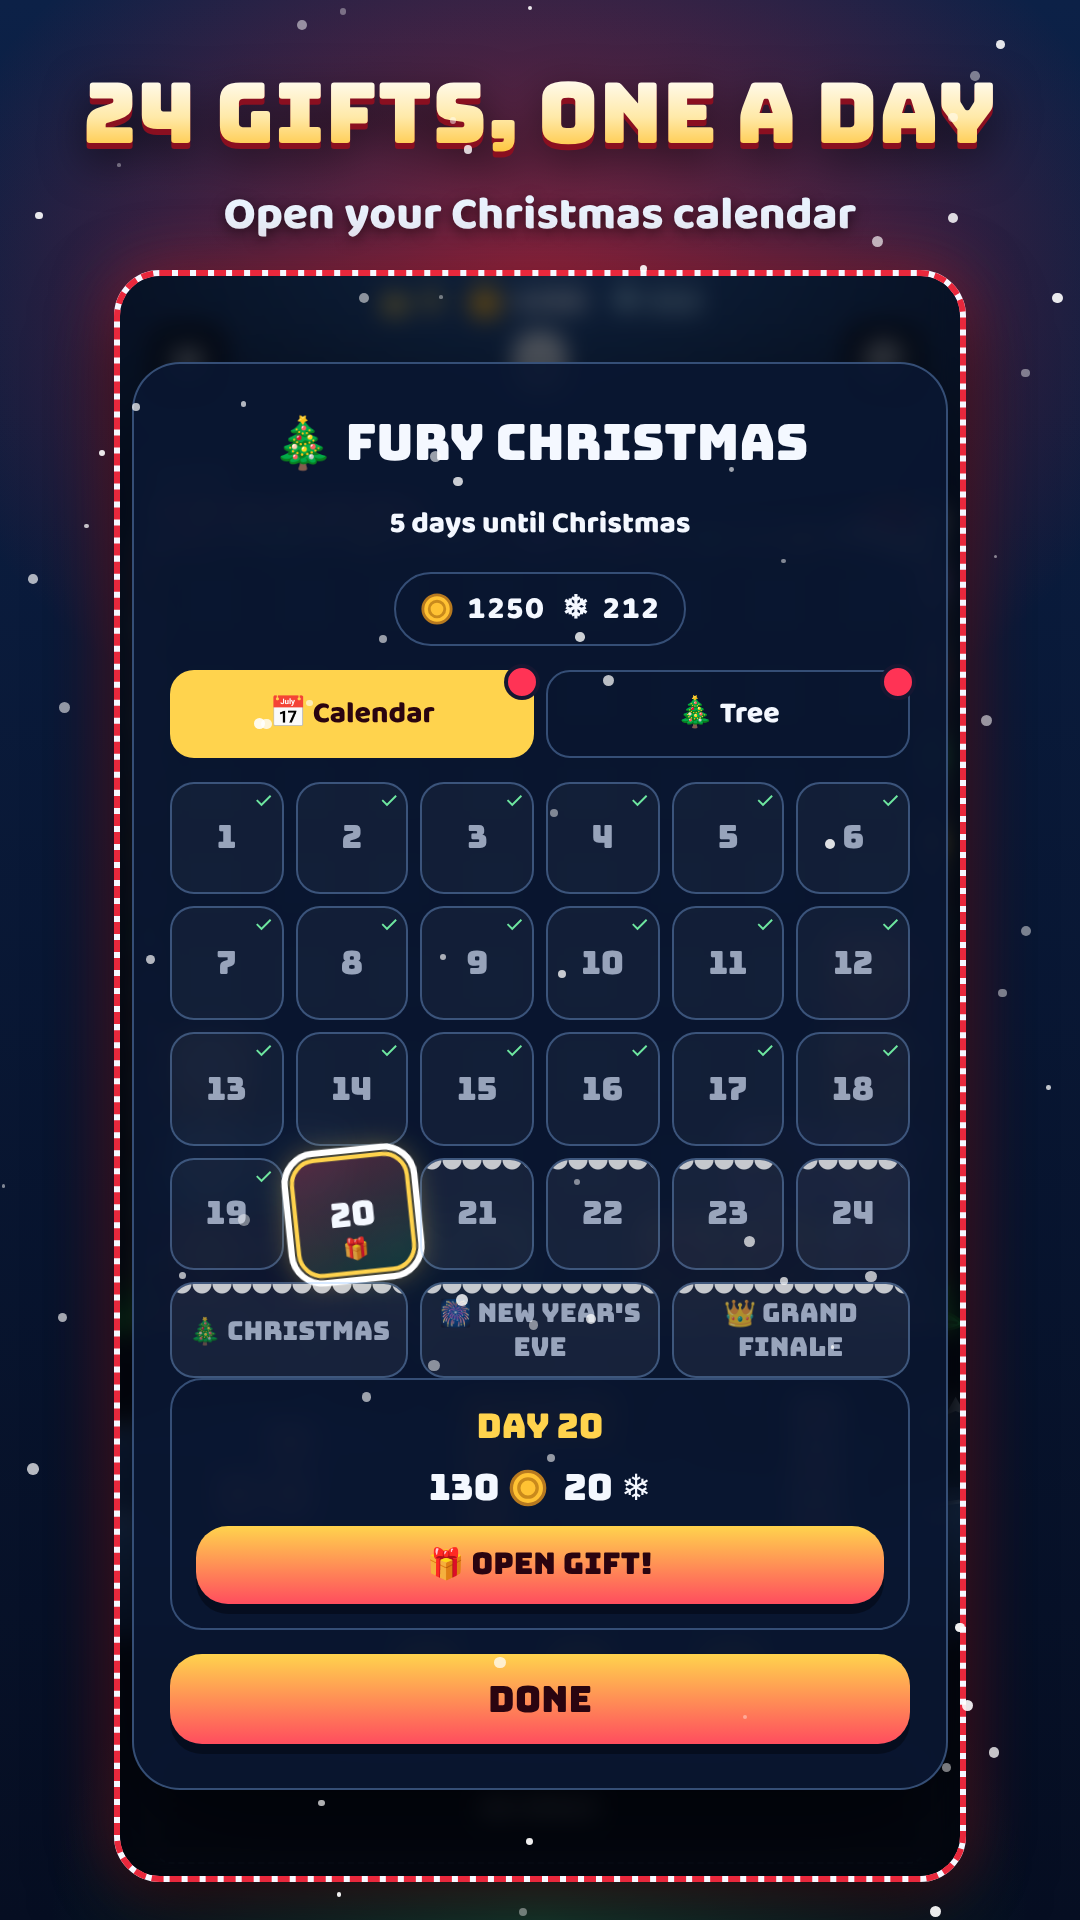 24 GIFTS, ONE A DAY
Open your Christmas calendar
🎄 FURY CHRISTMAS
5 days until Christmas
1250 ❄ 212
📅 Calendar
🎄 Tree
1 2 3 4 5 6
7 8 9 10 11 12
13 14 15 16 17 18
19 20 21 22 23 24
🎄 CHRISTMAS
🎆 NEW YEAR'S
EVE
👑 GRAND
FINALE
DAY 20
130 20 ❄
🎁 OPEN GIFT!
DONE